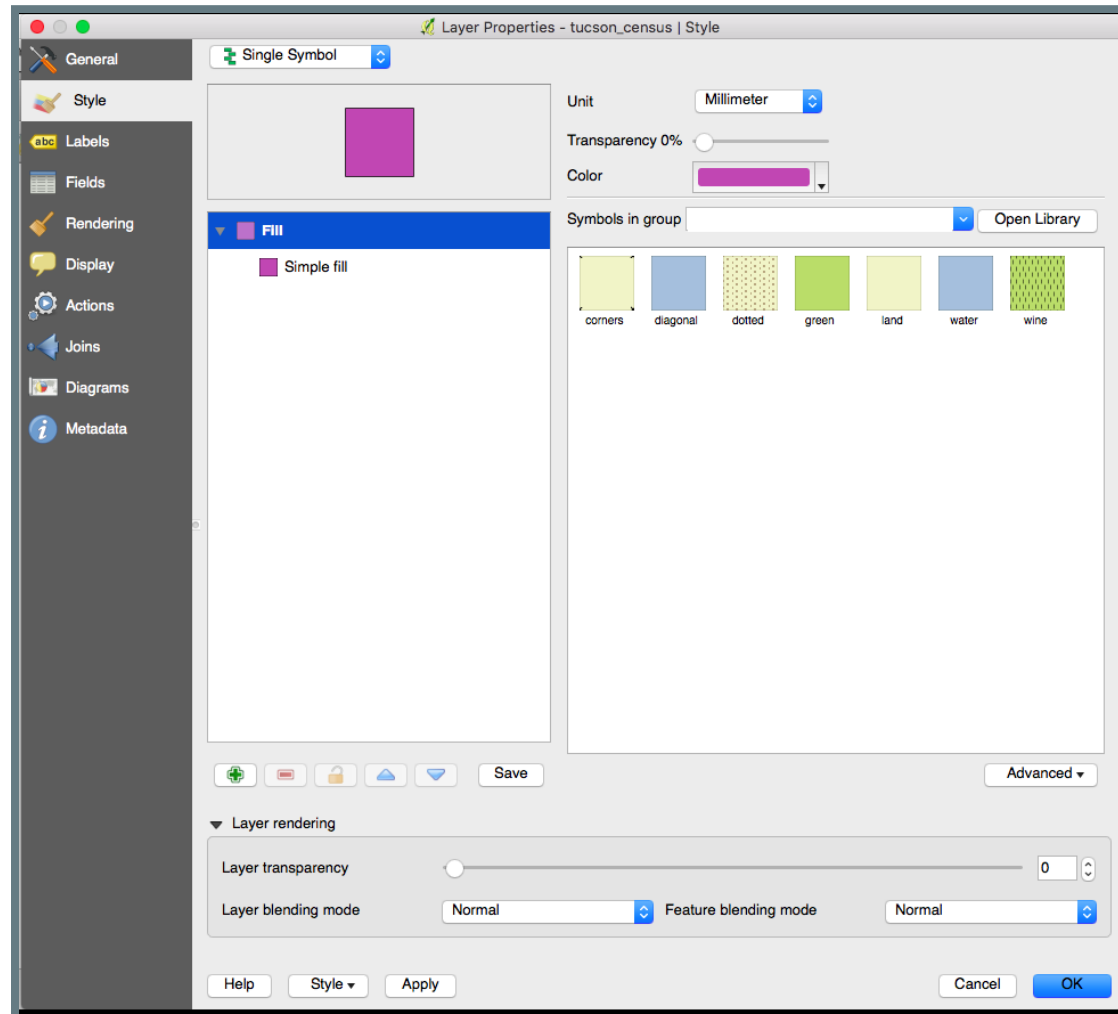 Layer Properties - tucson_census | Style
General
Style
abc Labels
Fields
Rendering
Display
Actions
Joins
Diagrams
i Metadata
Single Symbol
Unit Millimeter
Transparency 0%
Color
Fill
Simple fill
Symbols in group Open Library
corners diagonal dotted green land water wine
Save
Advanced
Layer rendering
Layer transparency 0
Layer blending mode Normal Feature blending mode Normal
Help Style Apply Cancel OK